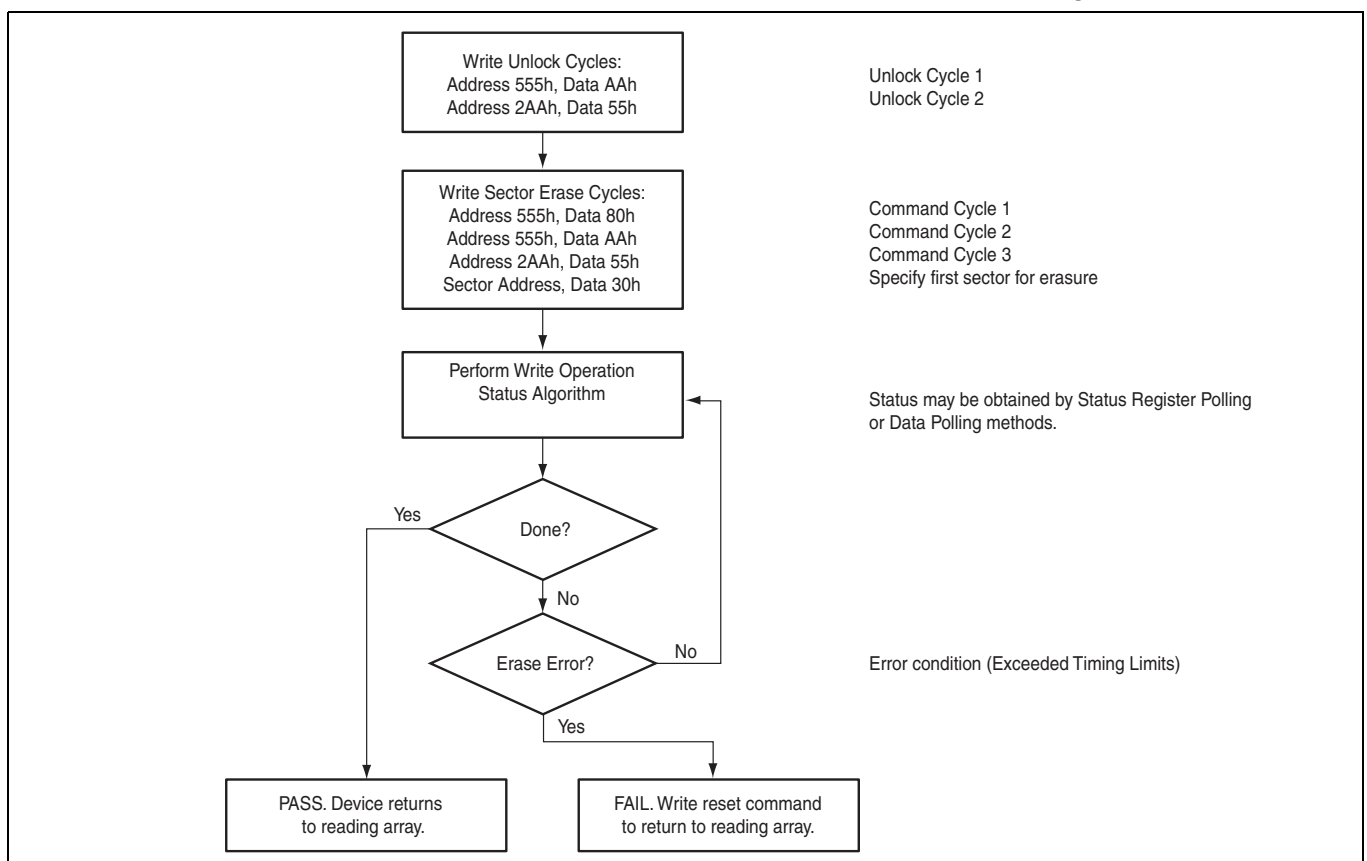 Write Unlock Cycles:
Address 555h, Data AAh
Address 2AAh, Data 55h
Unlock Cycle 1
Unlock Cycle 2
Write Sector Erase Cycles:
Address 555h, Data 80h
Address 555h, Data AAh
Address 2AAh, Data 55h
Sector Address, Data 30h
Command Cycle 1
Command Cycle 2
Command Cycle 3
Specify first sector for erasure
Perform Write Operation
Status Algorithm
Status may be obtained by Status Register Polling
or Data Polling methods.
Yes
Done?
No
Erase Error?
No
Error condition (Exceeded Timing Limits)
Yes
PASS. Device returns
to reading array.
FAIL. Write reset command
to return to reading array.